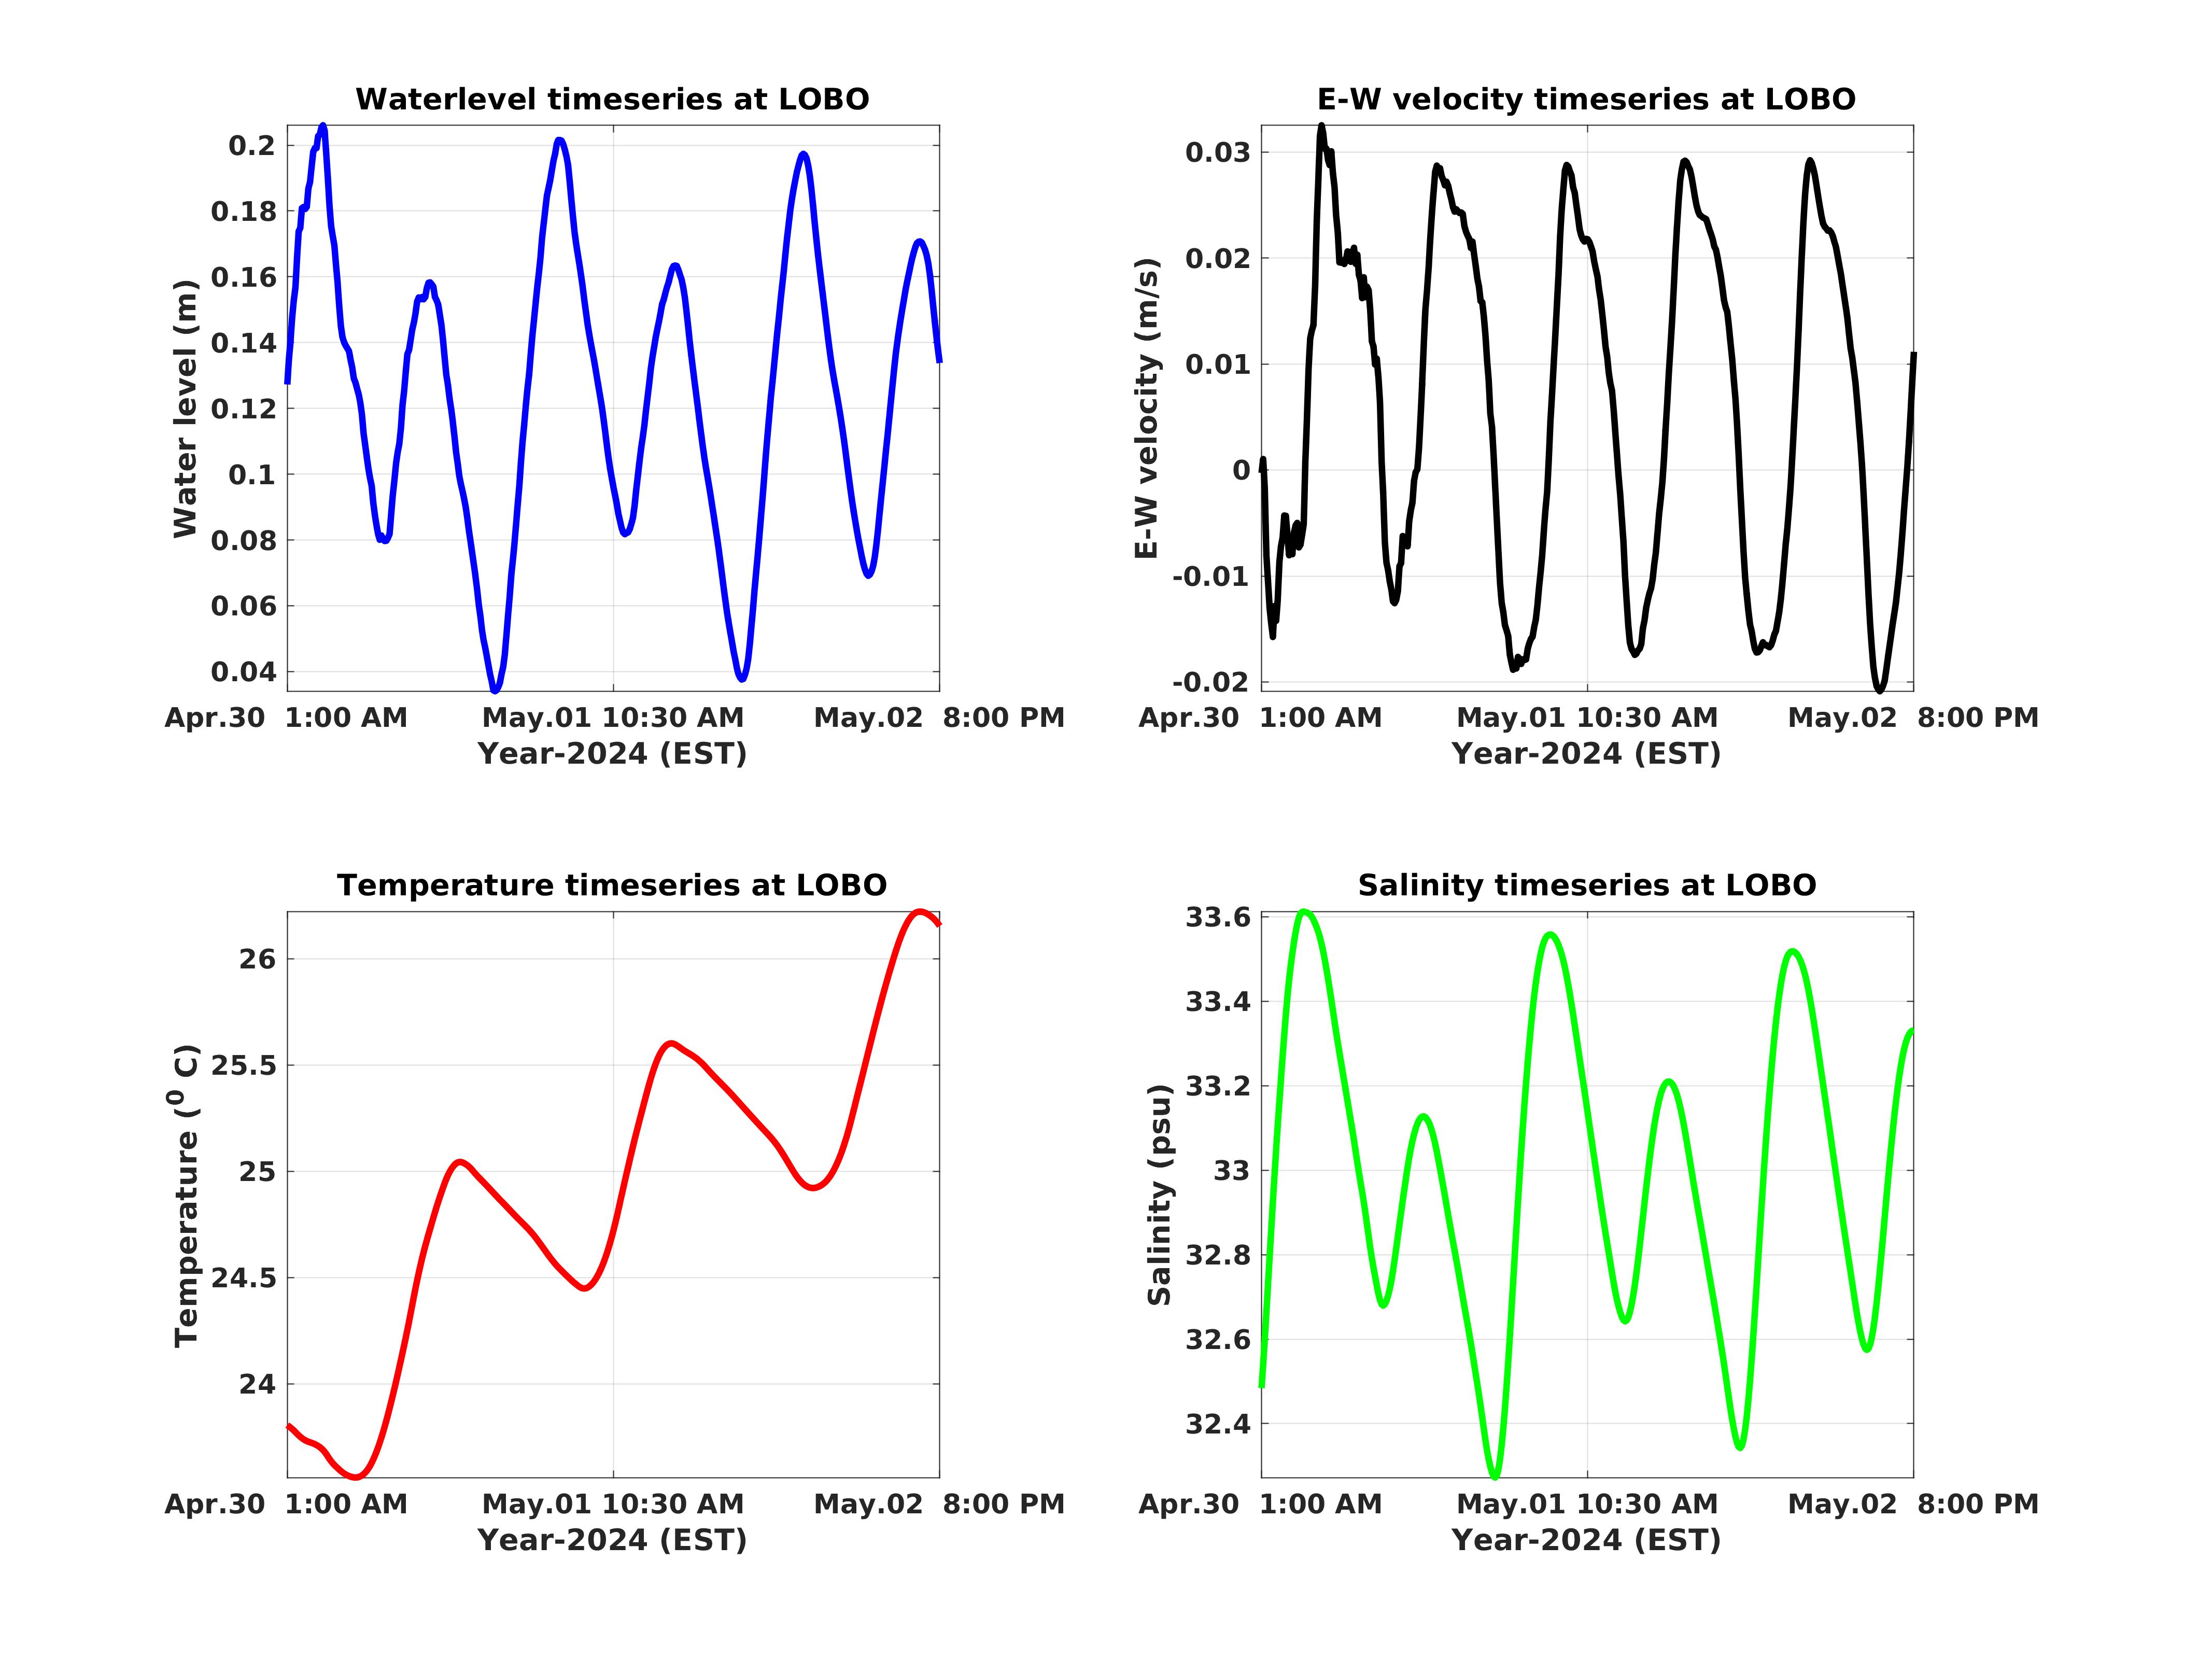 Waterlevel timeseries at LOBO
Water level (m)
0.2
0.18
0.16
0.14
0.12
0.1
0.08
0.06
0.04
Apr.30 1:00 AM May.01 10:30 AM May.02 8:00 PM
Year-2024 (EST)
E-W velocity timeseries at LOBO
E-W velocity (m/s)
0.03
0.02
0.01
0
-0.01
-0.02
Apr.30 1:00 AM May.01 10:30 AM May.02 8:00 PM
Year-2024 (EST)
Temperature timeseries at LOBO
Temperature (⁰ C)
26
25.5
25
24.5
24
Apr.30 1:00 AM May.01 10:30 AM May.02 8:00 PM
Year-2024 (EST)
Salinity timeseries at LOBO
Salinity (psu)
33.6
33.4
33.2
33
32.8
32.6
32.4
Apr.30 1:00 AM May.01 10:30 AM May.02 8:00 PM
Year-2024 (EST)